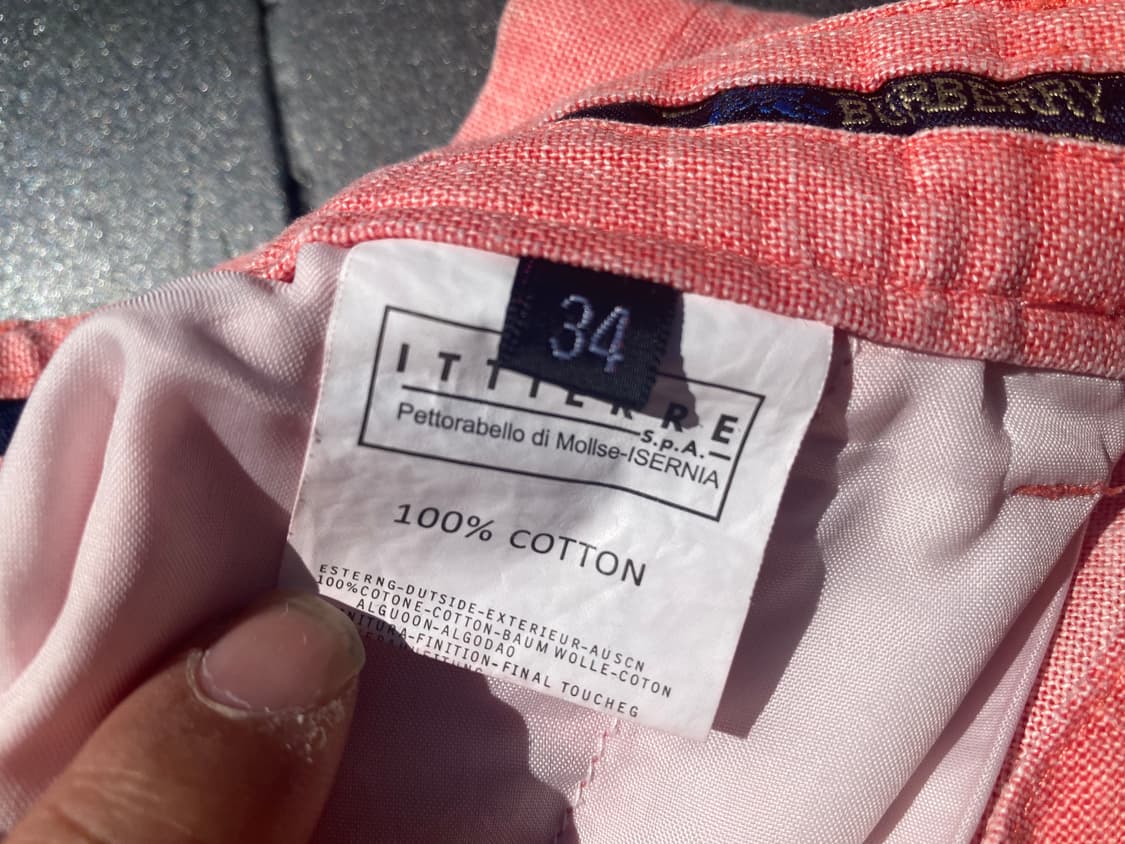 BURBERRY
34
ITTIERRE
S.p.A.
Pettorabello di Mollse-ISERNIA
100% COTTON
ESTERNG-DUTSIDE-EXTERIEUR-AUSCN
100%COTONE-COTTON-BAUMWOLLE-COTON
ALGUOON-ALGODAO
-FINITION-FINAL TOUCHEG